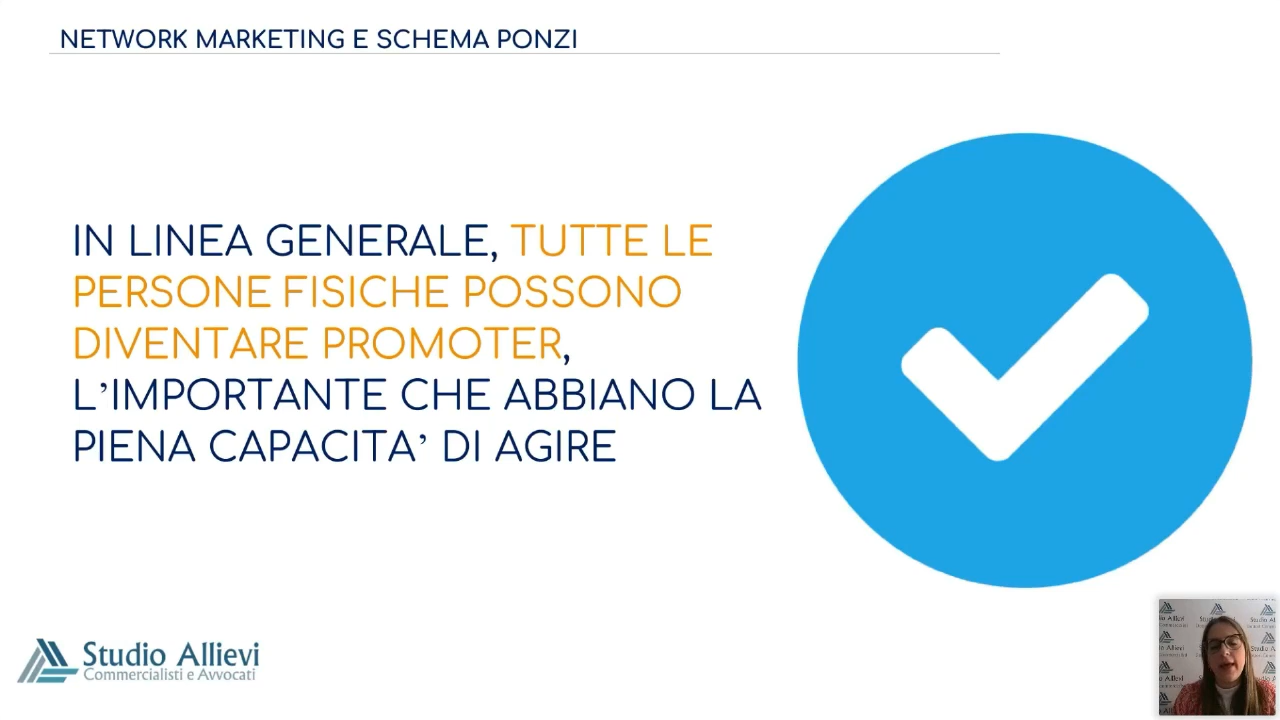 NETWORK MARKETING E SCHEMA PONZI
IN LINEA GENERALE, TUTTE LE
PERSONE FISICHE POSSONO
DIVENTARE PROMOTER,
L’IMPORTANTE CHE ABBIANO LA
PIENA CAPACITA’ DI AGIRE
Studio Allievi
Commercialisti e Avvocati